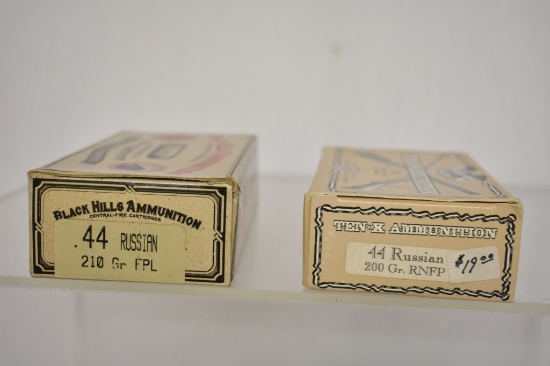 BLACK HILLS AMMUNITION
CENTRAL-FIRE CARTRIDGES
.44 RUSSIAN
210 Gr FPL
TEN-X AMMUNITION
44 Russian
200 Gr. RNFP
$19.00